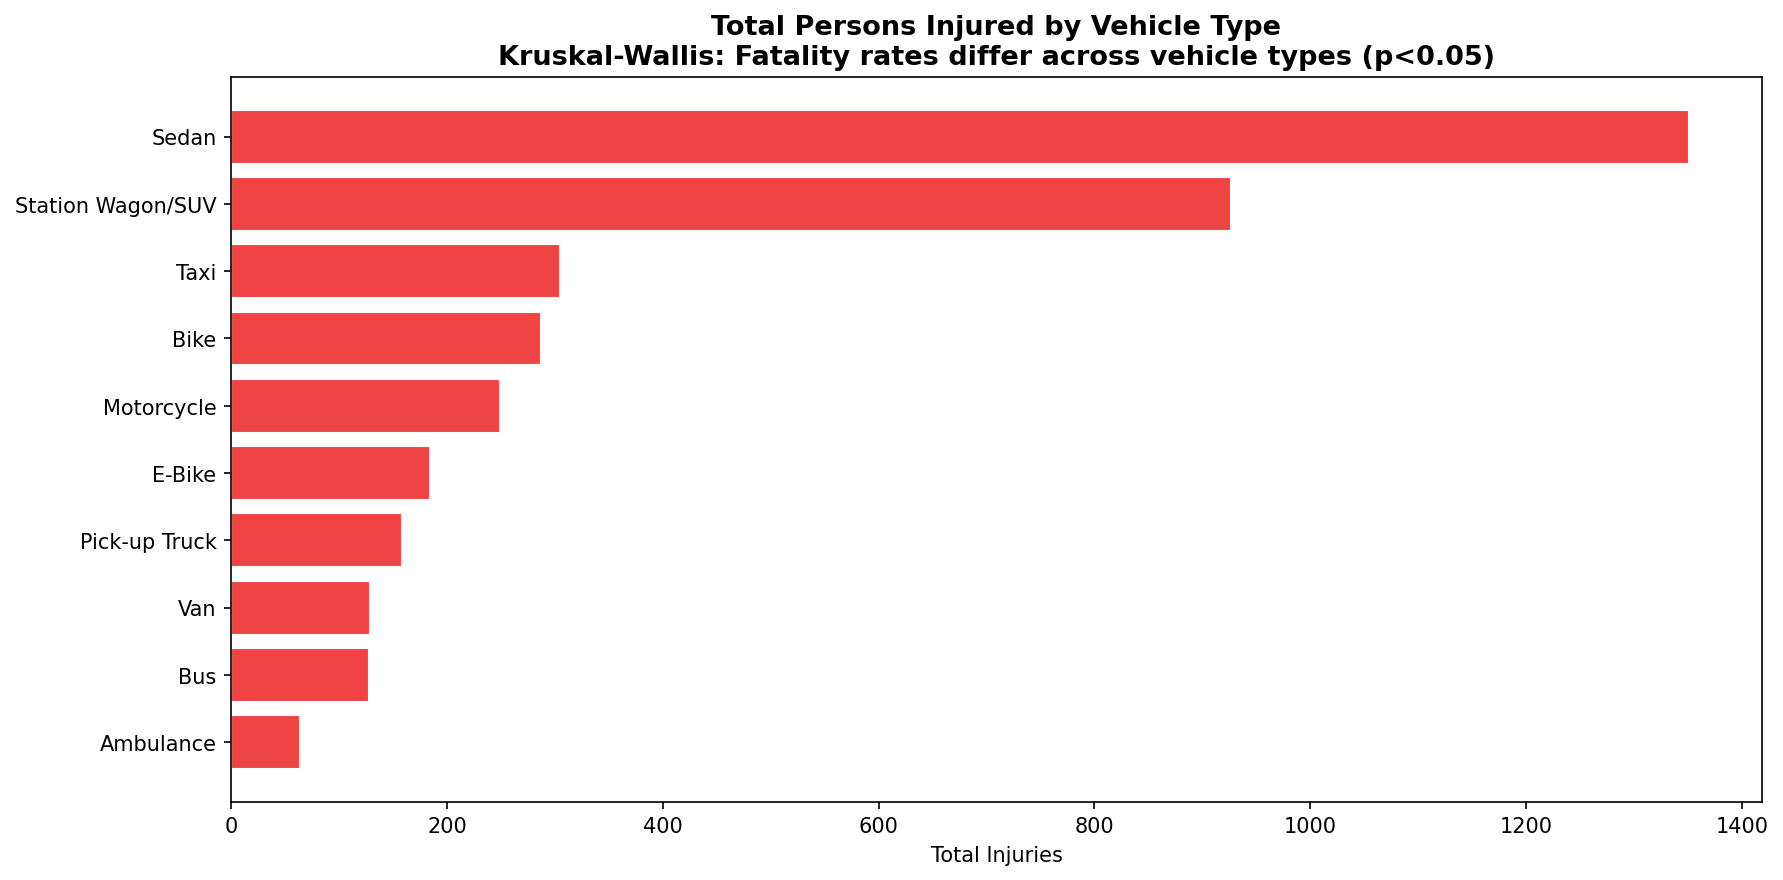 Total Persons Injured by Vehicle Type
Kruskal-Wallis: Fatality rates differ across vehicle types (p<0.05)
Sedan
Station Wagon/SUV
Taxi
Bike
Motorcycle
E-Bike
Pick-up Truck
Van
Bus
Ambulance
0 200 400 600 800 1000 1200 1400
Total Injuries